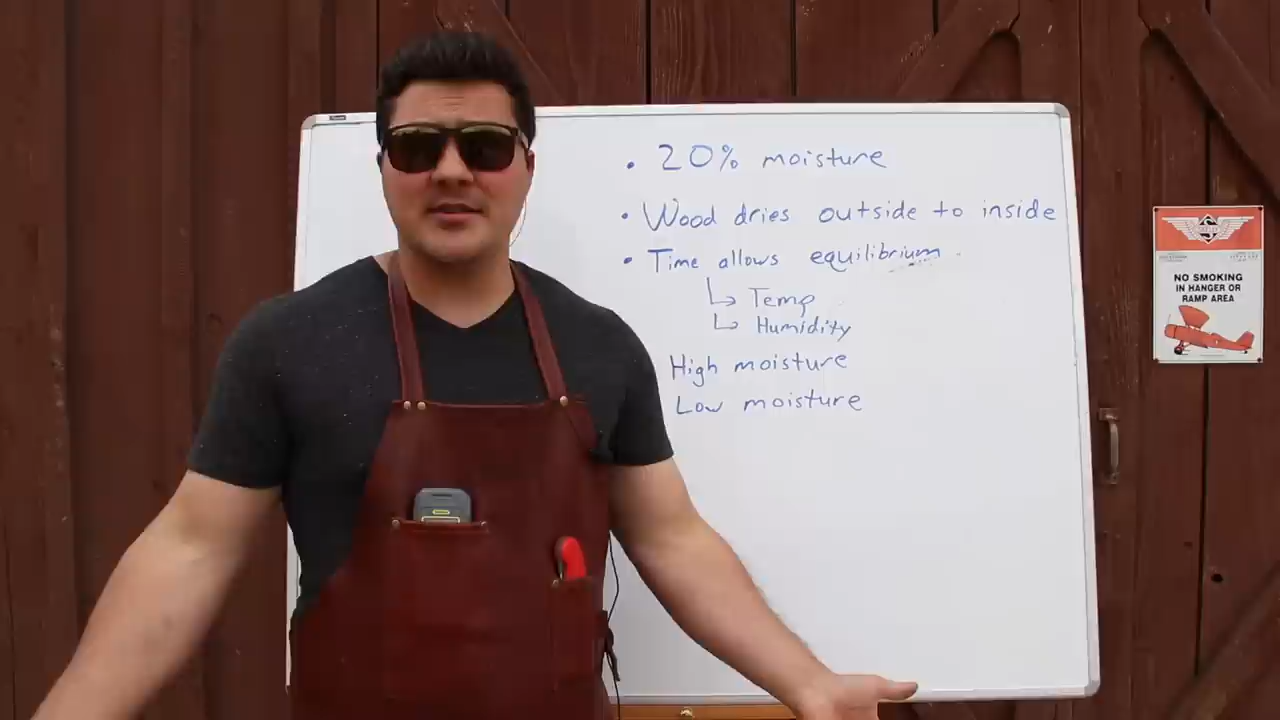 • 20% moisture
• Wood dries outside to inside
• Time allows equilibrium
↳ Temp
↳ Humidity
High moisture
Low moisture
NO SMOKING
IN HANGER OR
RAMP AREA